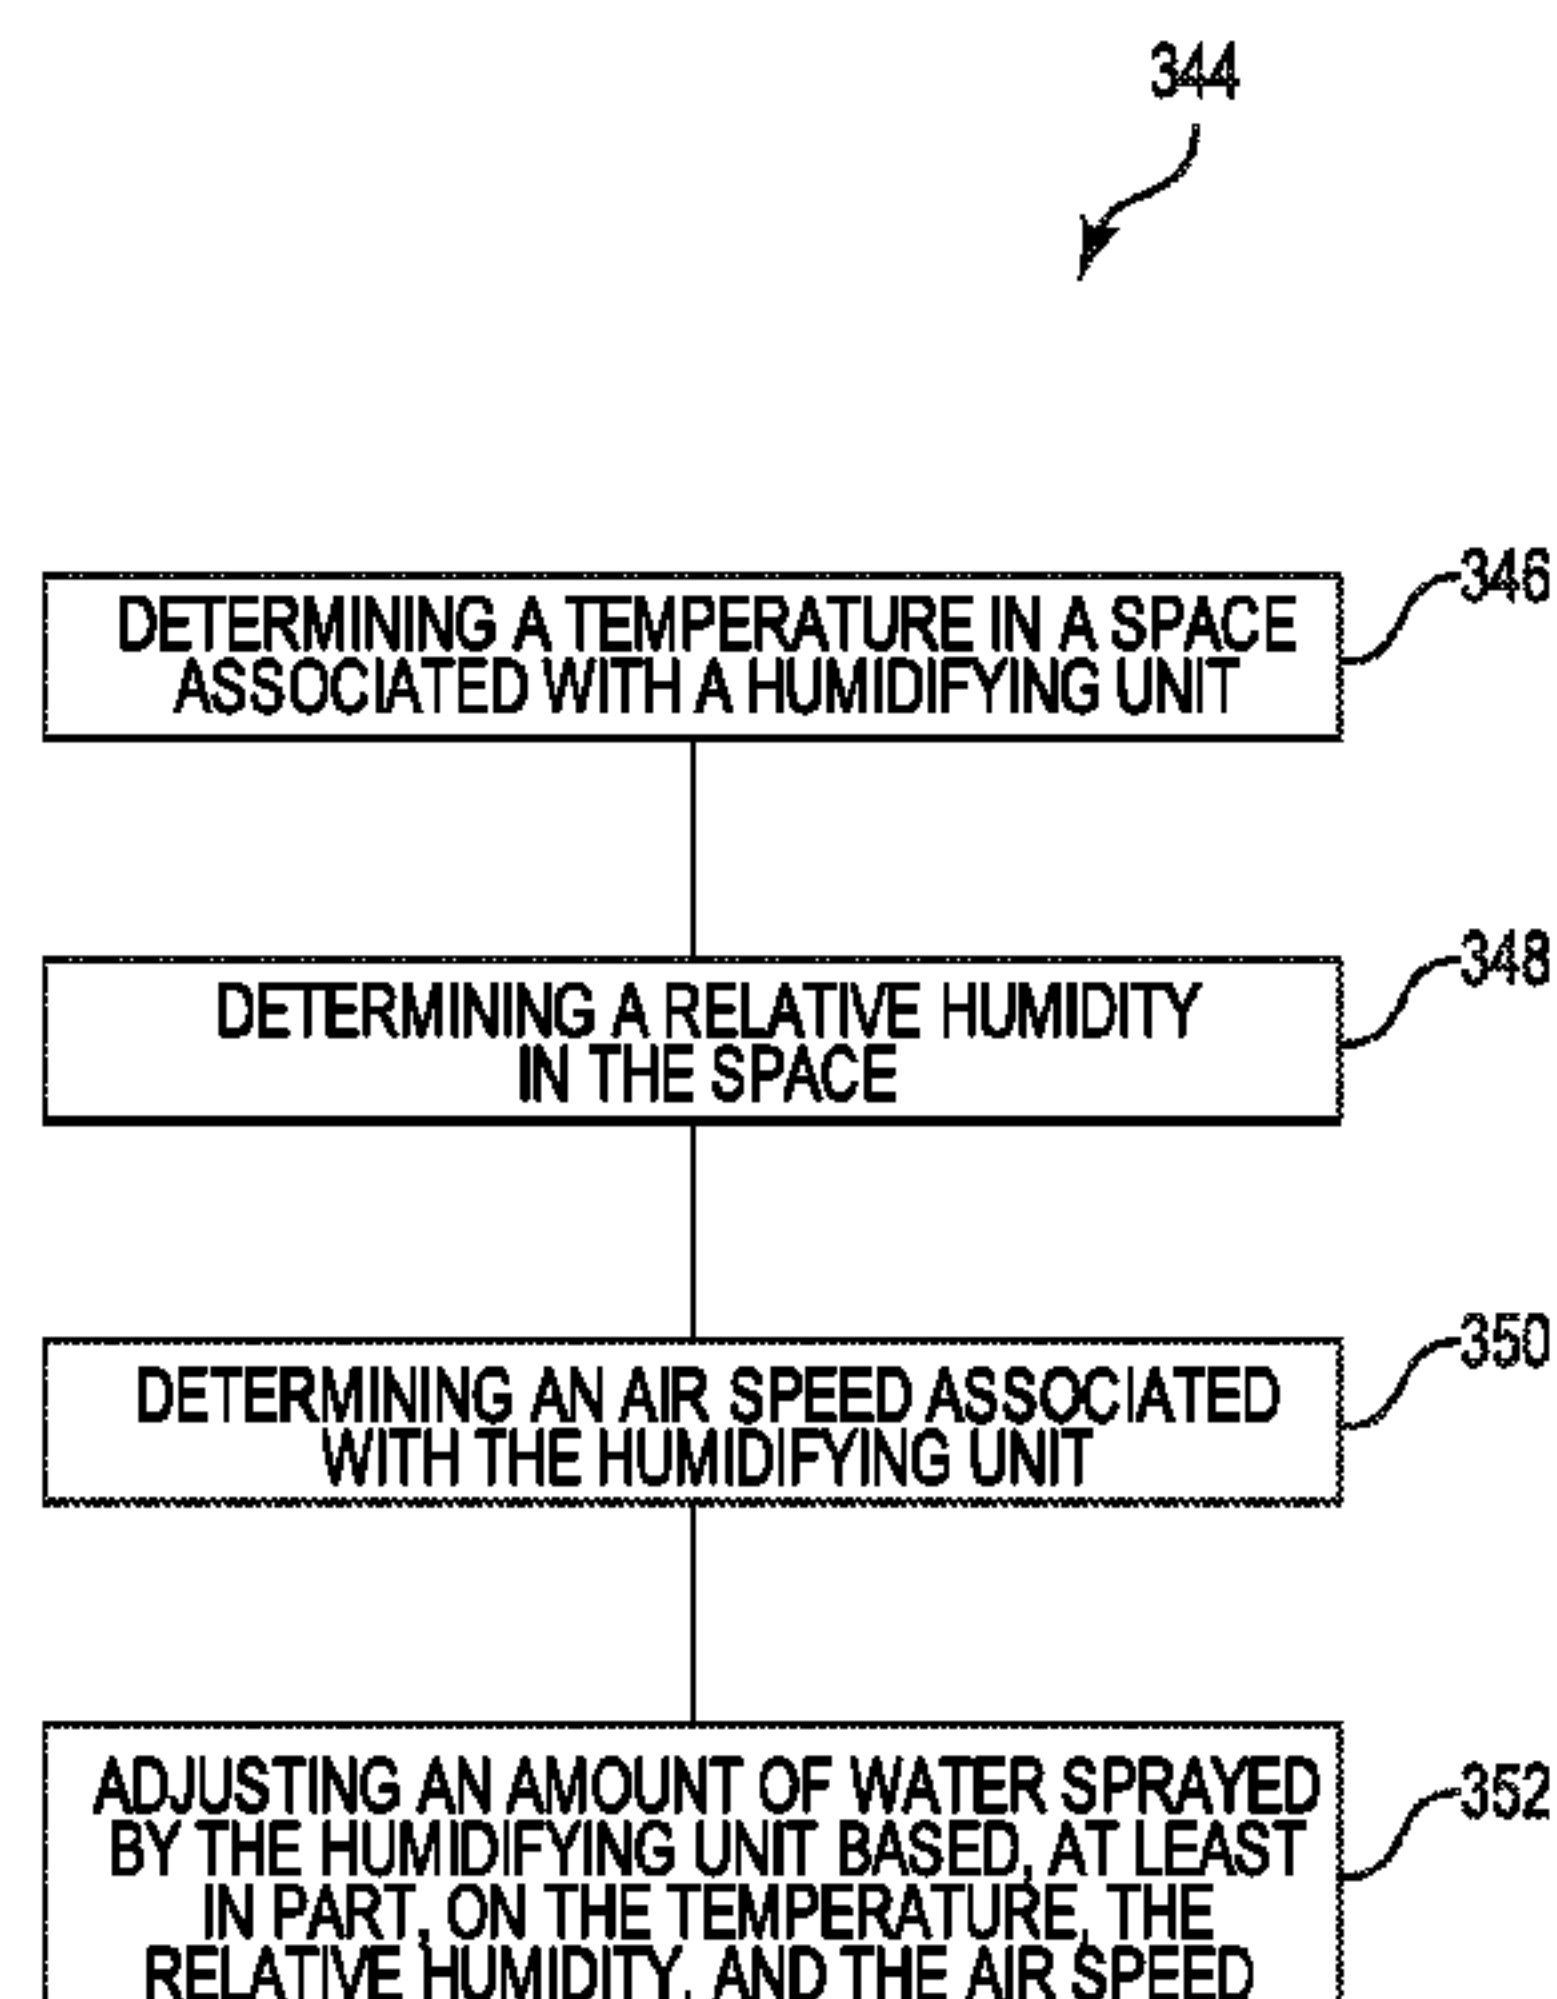 344
346
DETERMINING A TEMPERATURE IN A SPACE
ASSOCIATED WITH A HUMIDIFYING UNIT
348
DETERMINING A RELATIVE HUMIDITY
IN THE SPACE
350
DETERMINING AN AIR SPEED ASSOCIATED
WITH THE HUMIDIFYING UNIT
352
ADJUSTING AN AMOUNT OF WATER SPRAYED
BY THE HUMIDIFYING UNIT BASED, AT LEAST
IN PART, ON THE TEMPERATURE, THE
RELATIVE HUMIDITY, AND THE AIR SPEED